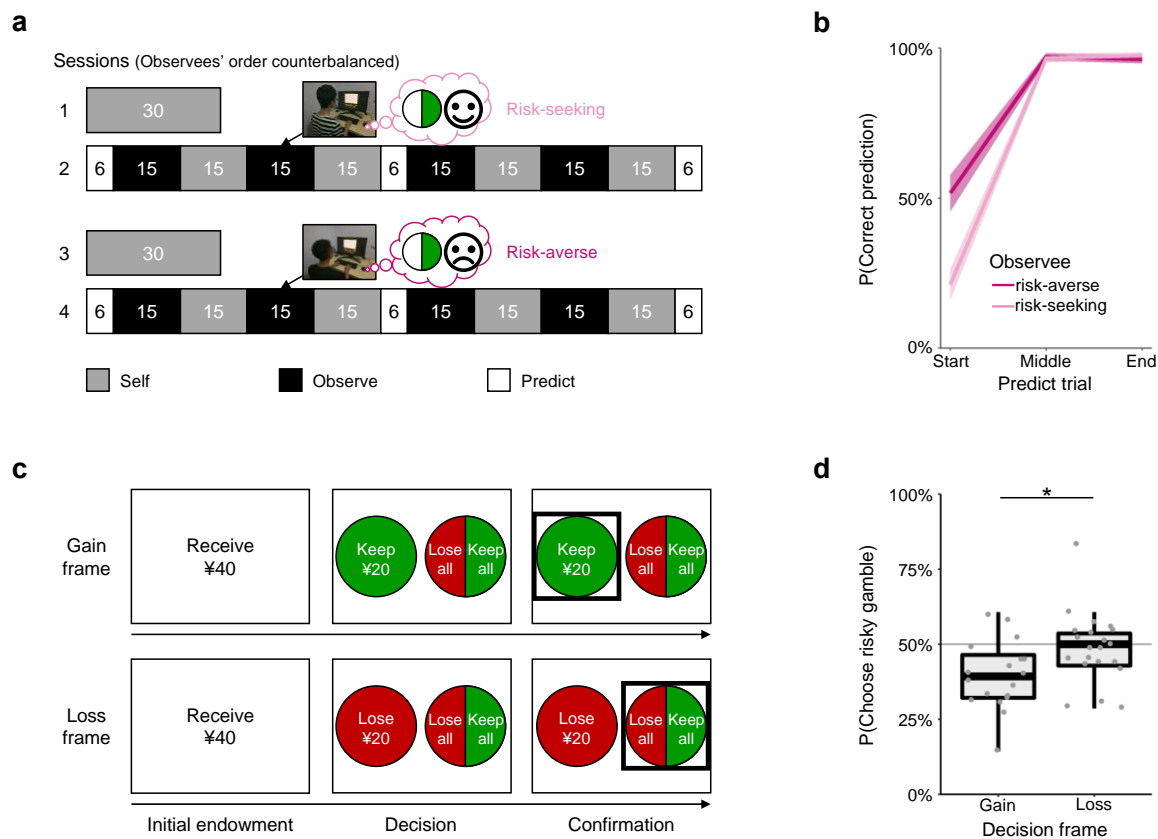 a
Sessions (Observees' order counterbalanced)
1
30
Risk-seeking
2
6 15 15 15 15 6 15 15 15 15 6
3
30
Risk-averse
4
6 15 15 15 15 6 15 15 15 15 6
Self
Observe
Predict
b
100%
50%
0%
P(Correct prediction)
Observee
risk-averse
risk-seeking
Start
Middle
End
Predict trial
c
Gain
frame
Receive
¥40
Keep
¥20
Lose
all
Keep
all
Keep
¥20
Lose
all
Keep
all
Loss
frame
Receive
¥40
Lose
¥20
Lose
all
Keep
all
Lose
¥20
Lose
all
Keep
all
Initial endowment
Decision
Confirmation
d
100%
75%
50%
25%
0%
P(Choose risky gamble)
*
Gain
Loss
Decision frame